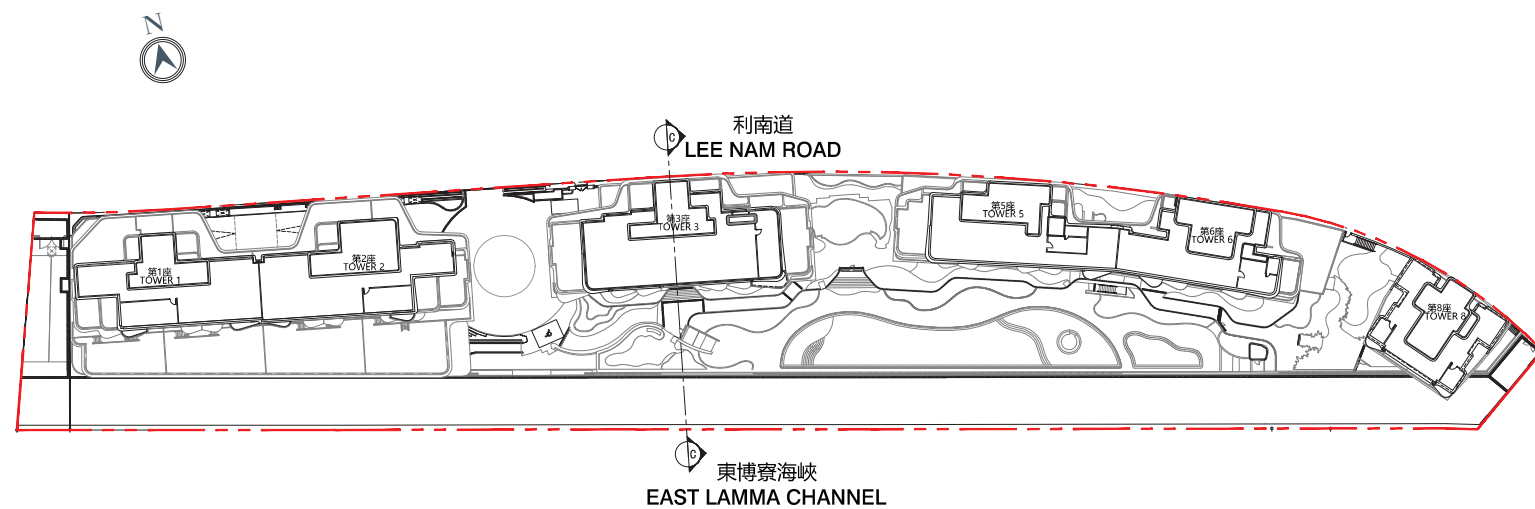 N
C
利南道
LEE NAM ROAD
第1座
TOWER 1
第2座
TOWER 2
第3座
TOWER 3
第5座
TOWER 5
第6座
TOWER 6
第8座
TOWER 8
C
東博寮海峽
EAST LAMMA CHANNEL